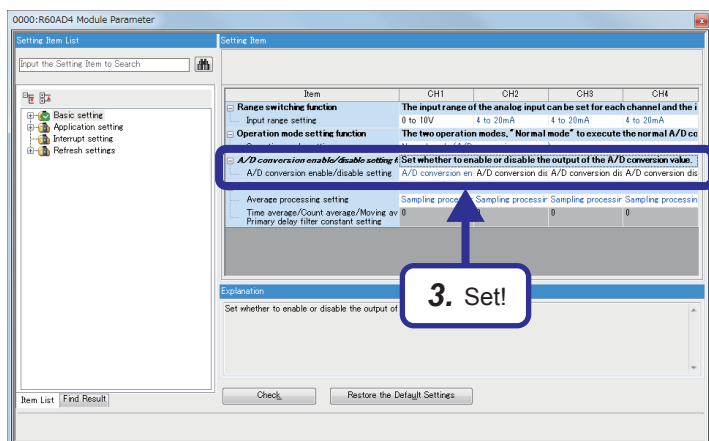 0000:R60AD4 Module Parameter
Setting Item List
Input the Setting Item to Search
Basic setting
Application setting
Interrupt setting
Refresh settings
Item List Find Result
Setting Item
Item CH1 CH2 CH3 CH4
Range switching function The input range of the analog input can be set for each channel and the i
Input range setting 0 to 10V 4 to 20mA 4 to 20mA 4 to 20mA
Operation mode setting function The two operation modes, "Normal mode" to execute the normal A/D co
A/D conversion enable/disable setting f Set whether to enable or disable the output of the A/D conversion value.
A/D conversion enable/disable setting A/D conversion en A/D conversion dis A/D conversion dis A/D conversion dis
Average processing setting Sampling processir Sampling processir Sampling processir Sampling processin
Time average/Count average/Moving av 0 0 0 0
Primary delay filter constant setting
3. Set!
Explanation
Set whether to enable or disable the output of
Check Restore the Default Settings